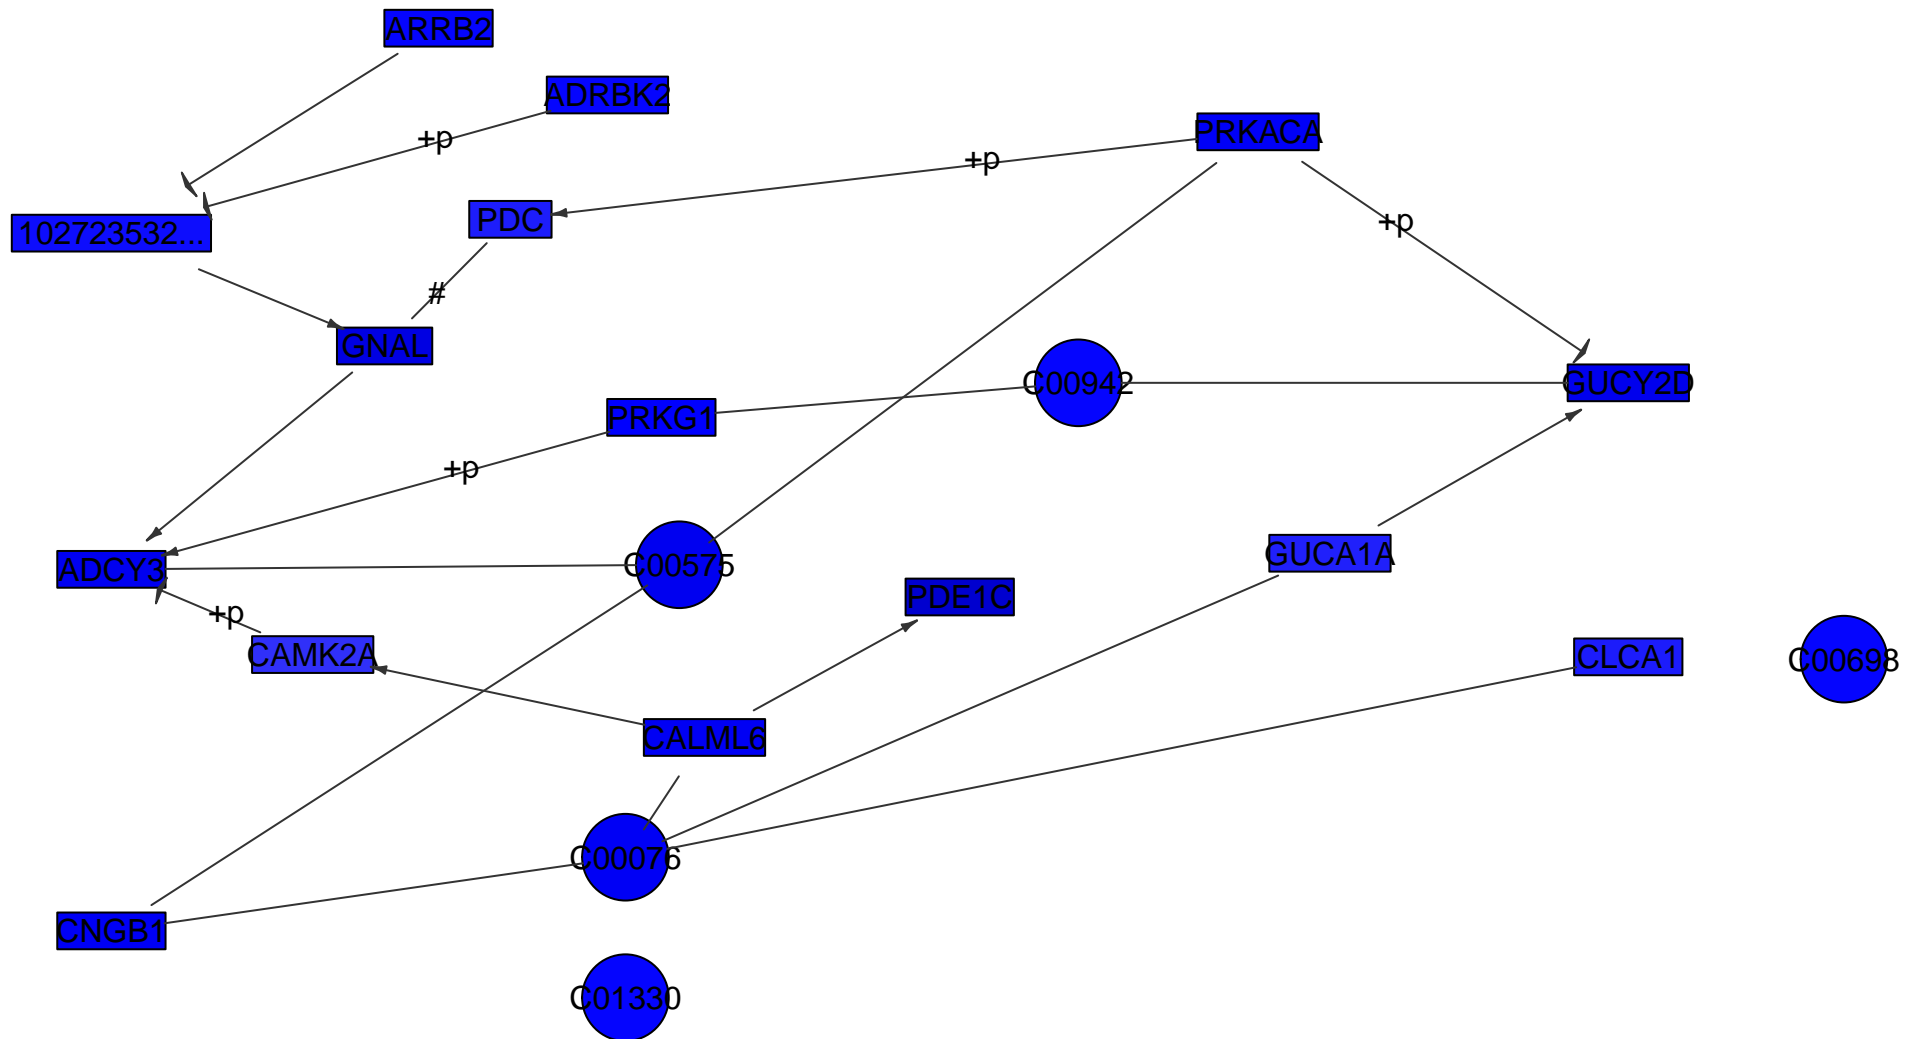 ARRB2
ADRBK2
PRKACA
+p
+p
PDC
+p
102723532...
#
GNAL
C00942
GUCY2D
PRKG1
+p
GUCA1A
ADCY3
C00575
PDE1C
+p
CAMK2A
CLCA1
C00698
CALML6
C00076
CNGB1
C01330